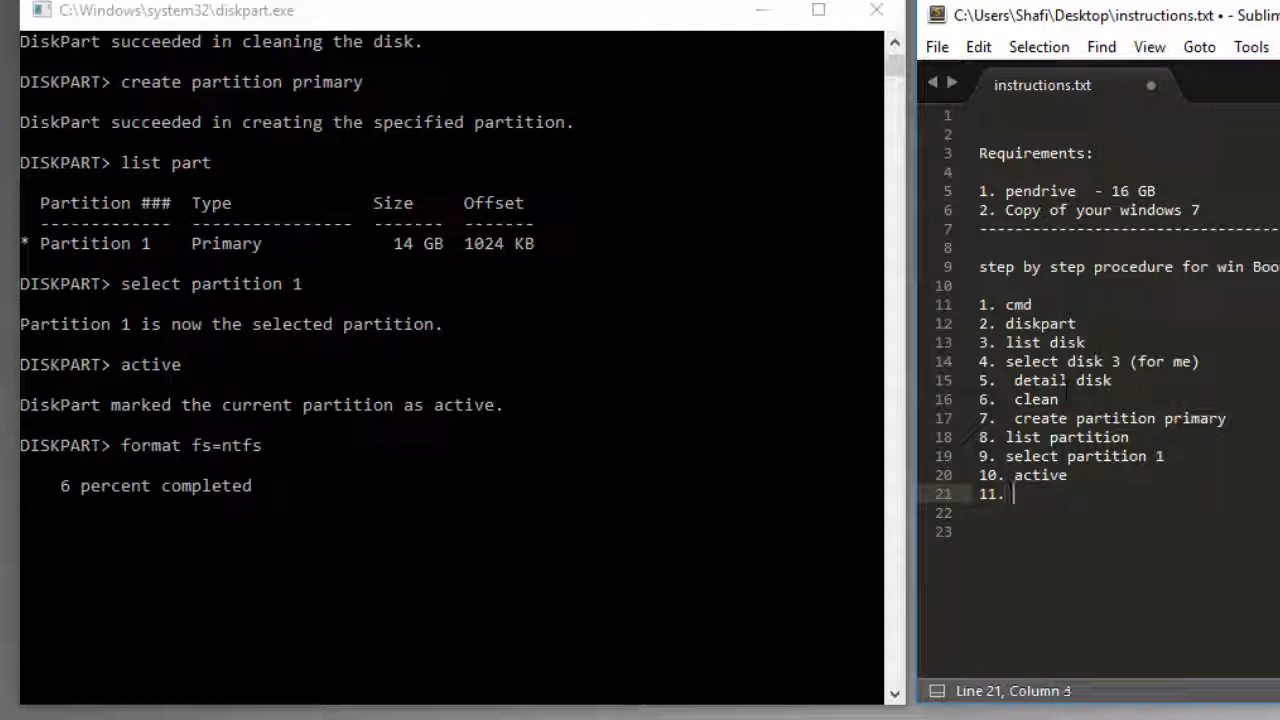 C:\Windows\system32\diskpart.exe
DiskPart succeeded in cleaning the disk.
DISKPART> create partition primary
DiskPart succeeded in creating the specified partition.
DISKPART> list part
Partition ### Type Size Offset
------------- ---------------- ------- -------
* Partition 1 Primary 14 GB 1024 KB
DISKPART> select partition 1
Partition 1 is now the selected partition.
DISKPART> active
DiskPart marked the current partition as active.
DISKPART> format fs=ntfs
6 percent completed
C:\Users\Shafi\Desktop\instructions.txt • - Sublim
File Edit Selection Find View Goto Tools
instructions.txt
1
2
3 Requirements:
4
5 1. pendrive - 16 GB
6 2. Copy of your windows 7
7 ----------------------------------
8
9 step by step procedure for win Boo
10
11 1. cmd
12 2. diskpart
13 3. list disk
14 4. select disk 3 (for me)
15 5. detail disk
16 6. clean
17 7. create partition primary
18 8. list partition
19 9. select partition 1
20 10. active
21 11.
22
23
Line 21, Column